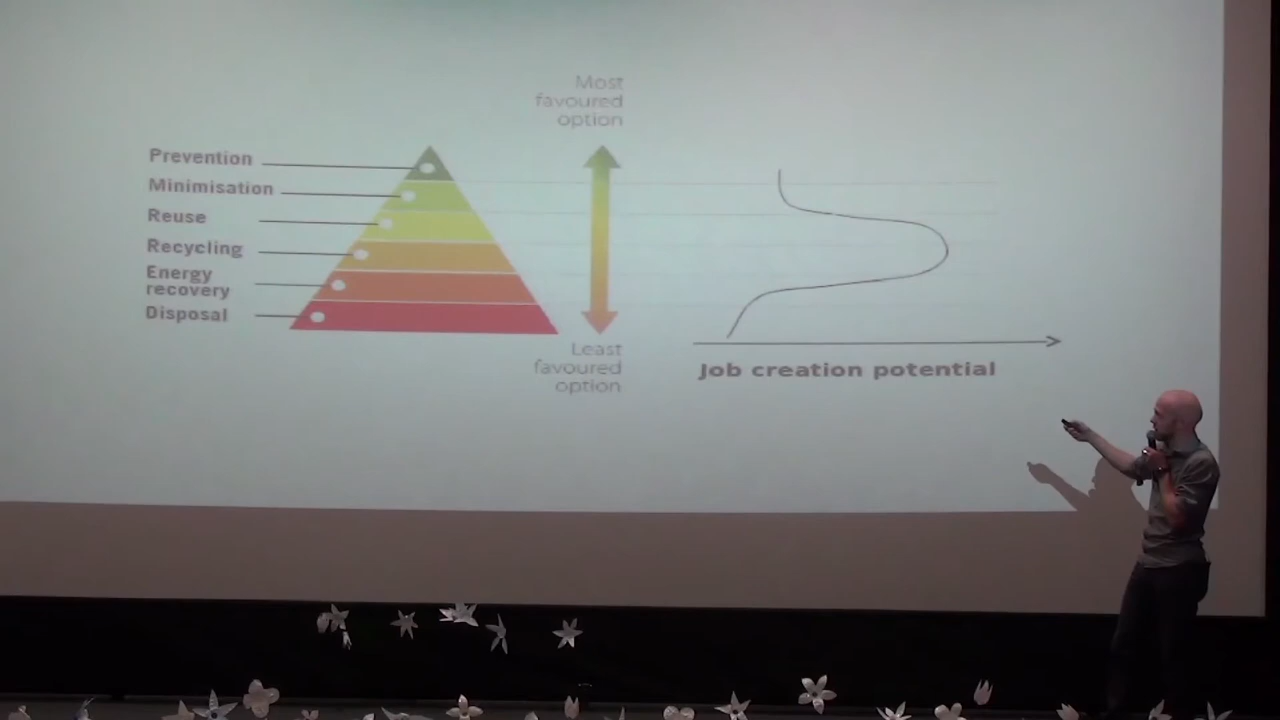 Most
favoured
option
Prevention
Minimisation
Reuse
Recycling
Energy
recovery
Disposal
Least
favoured
option
Job creation potential